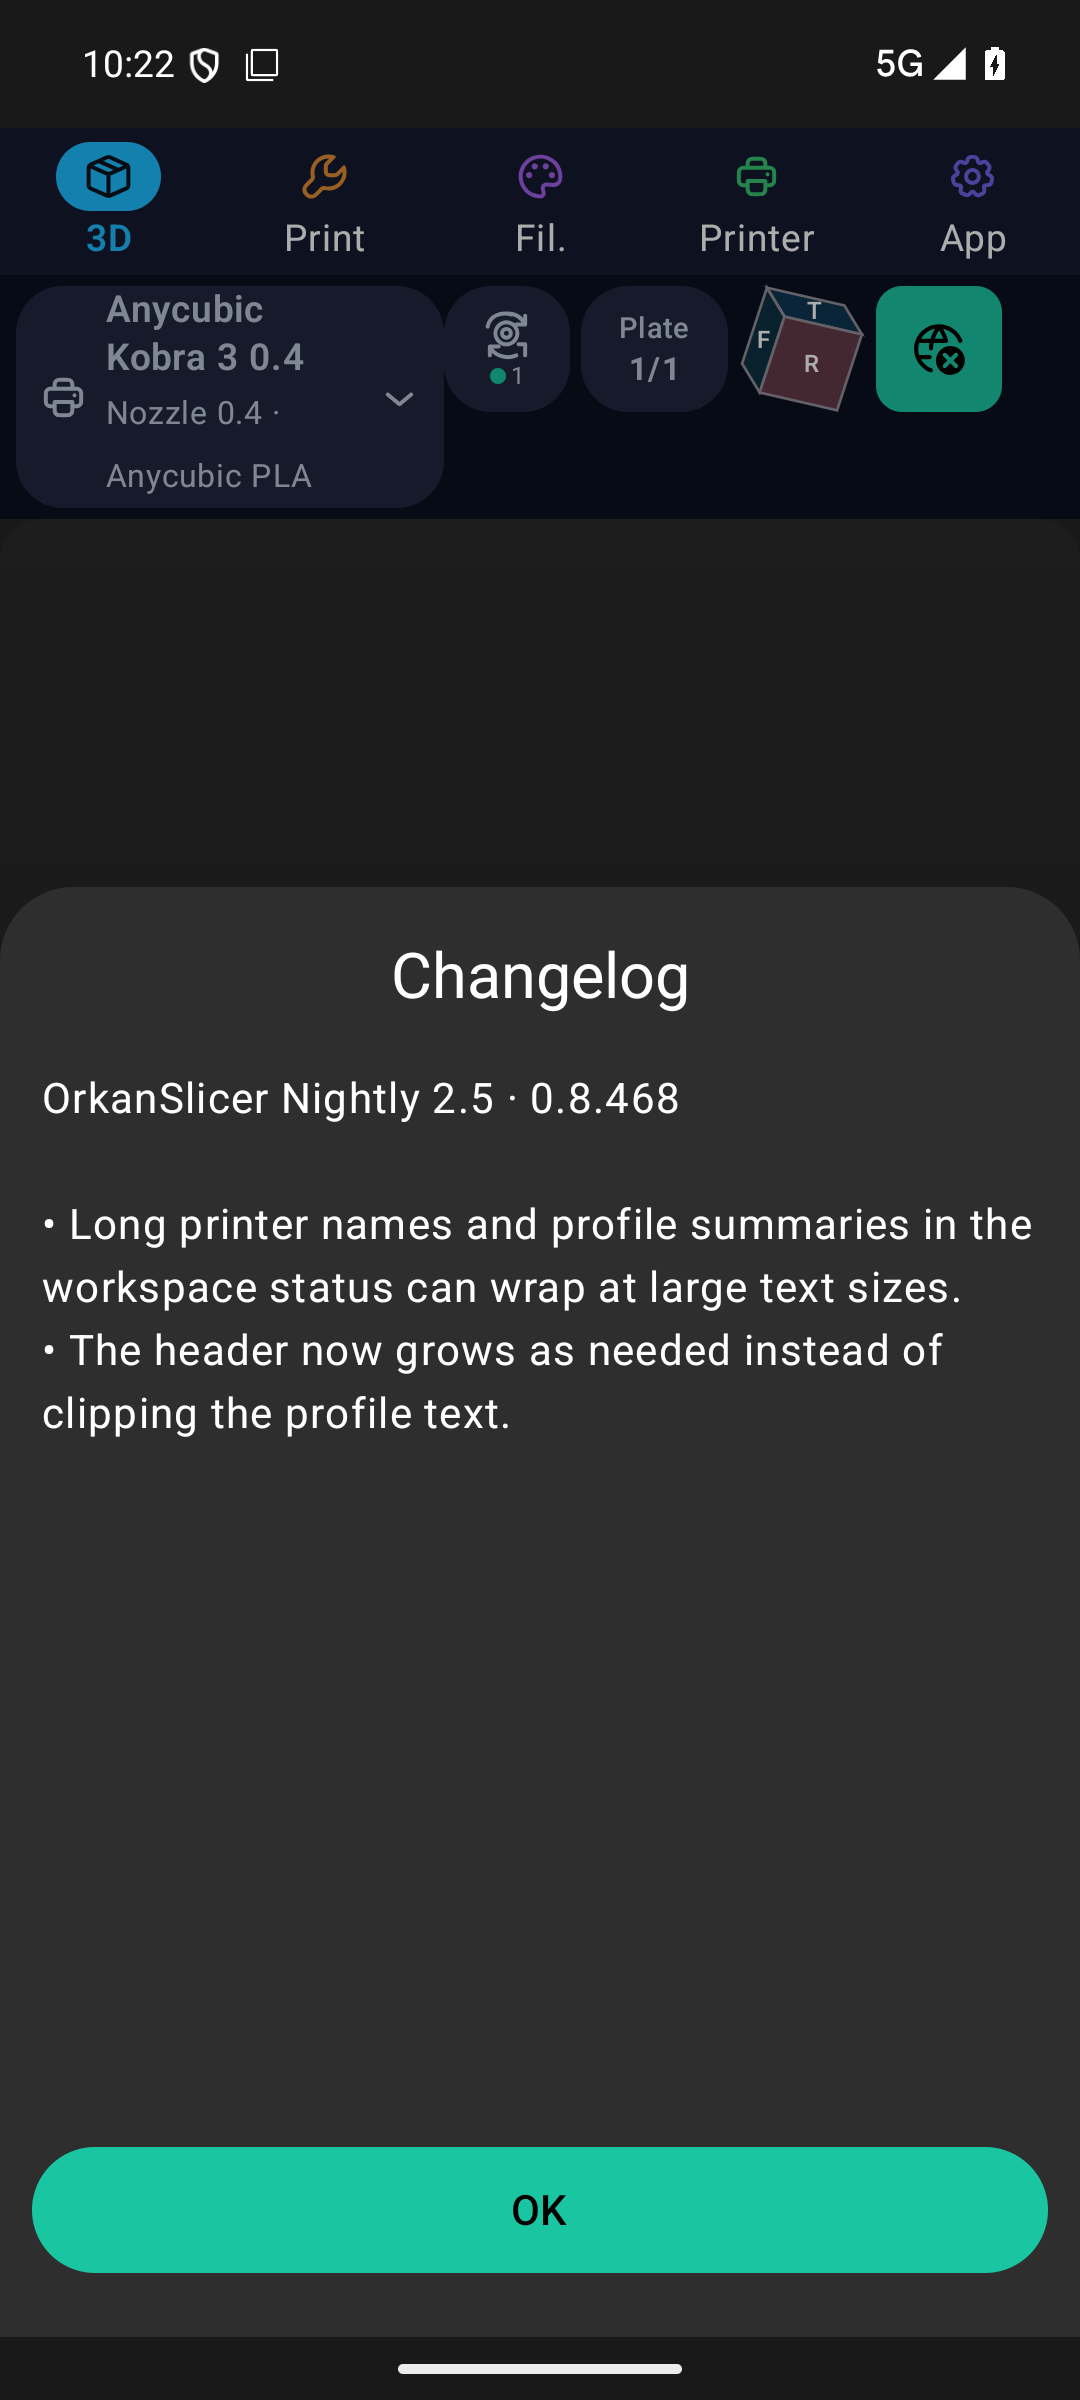 10:22
5G
3D
Print
Fil.
Printer
App
Anycubic
Kobra 3 0.4
Nozzle 0.4 ·
Anycubic PLA
1
Plate
1/1
T
F
R
Changelog
OrkanSlicer Nightly 2.5 · 0.8.468
• Long printer names and profile summaries in the
workspace status can wrap at large text sizes.
• The header now grows as needed instead of
clipping the profile text.
OK